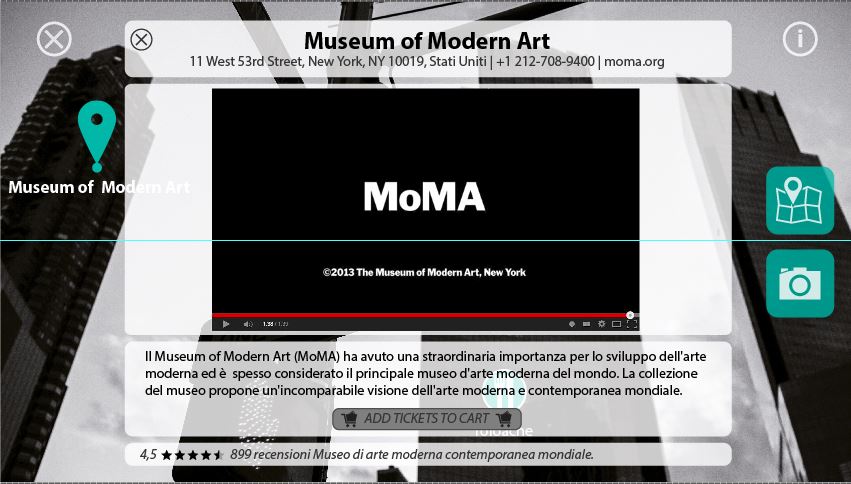 Museum of Modern Art
11 West 53rd Street, New York, NY 10019, Stati Uniti | +1 212-708-9400 | moma.org
Museum of Modern Art
MoMA
©2013 The Museum of Modern Art, New York
1:38 / 1:39
Il Museum of Modern Art (MoMA) ha avuto una straordinaria importanza per lo sviluppo dell'arte
moderna ed è spesso considerato il principale museo d'arte moderna del mondo. La collezione
del museo propone un'incomparabile visione dell'arte moderna e contemporanea mondiale.
ADD TICKETS TO CART
4,5 ★★★★ 899 recensioni Museo di arte moderna contemporanea mondiale.